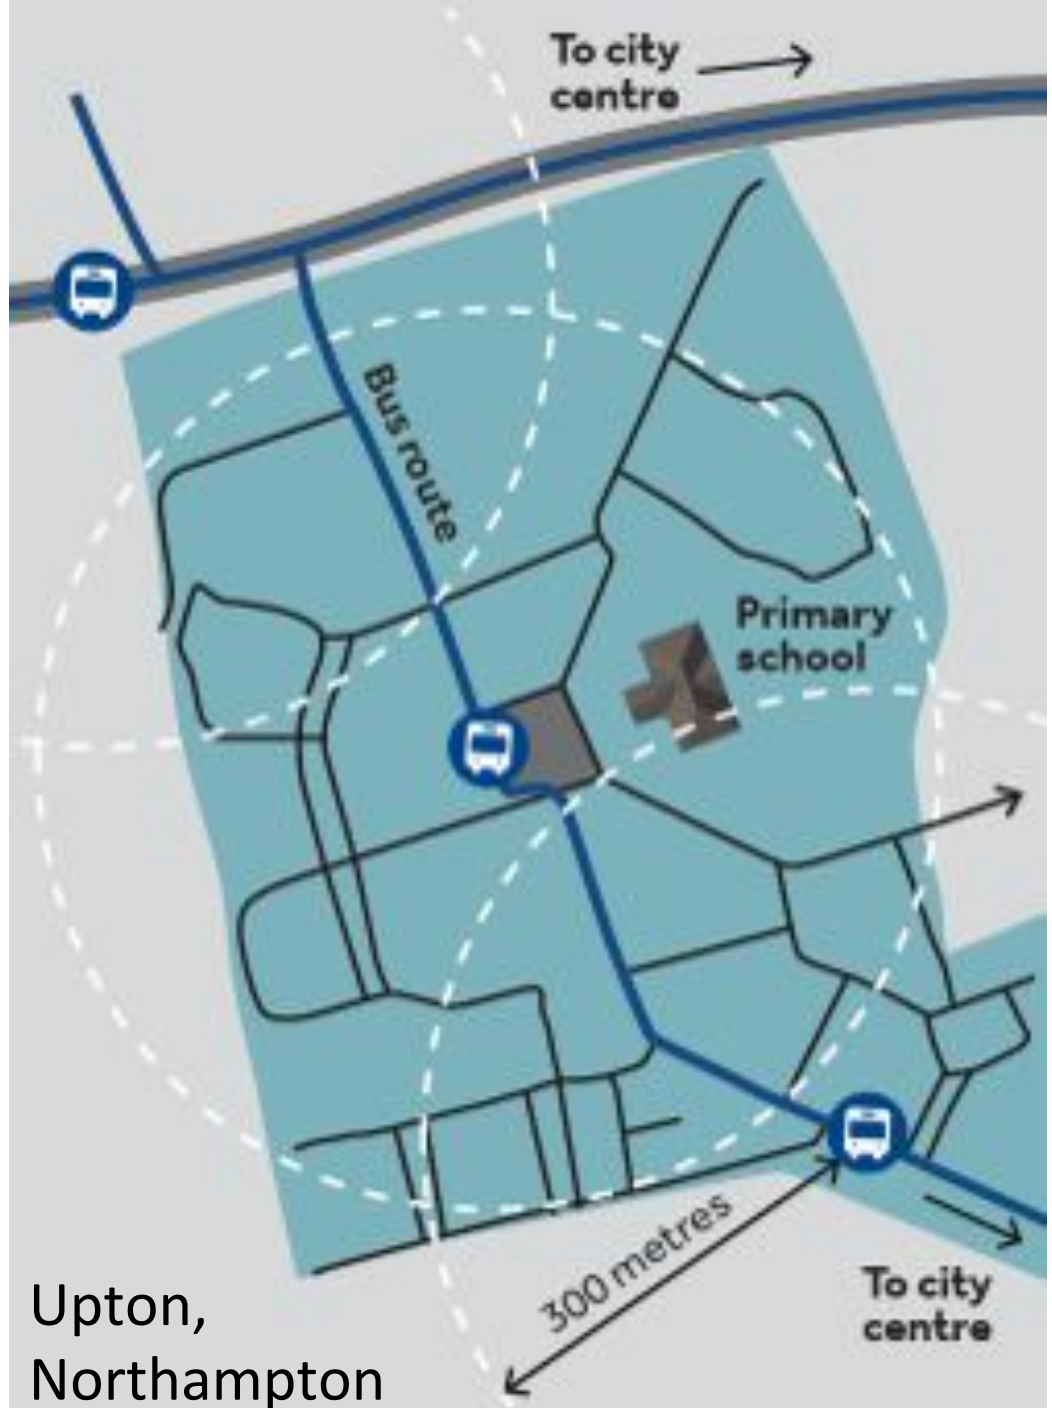 To city
centre
Bus route
Primary
school
300 metres
To city
centre
Upton,
Northampton